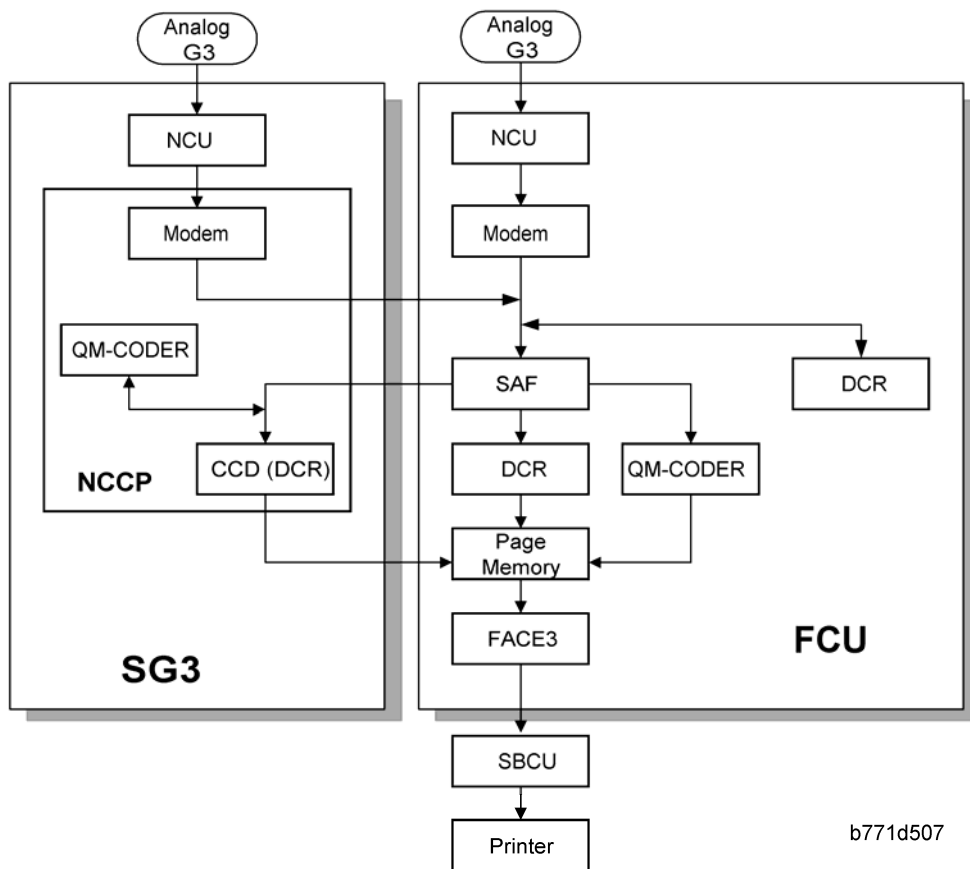 Analog
G3
Analog
G3
NCU
NCU
Modem
Modem
QM-CODER
SAF
DCR
NCCP
CCD (DCR)
DCR
QM-CODER
Page
Memory
FACE3
SG3
FCU
SBCU
Printer
b771d507